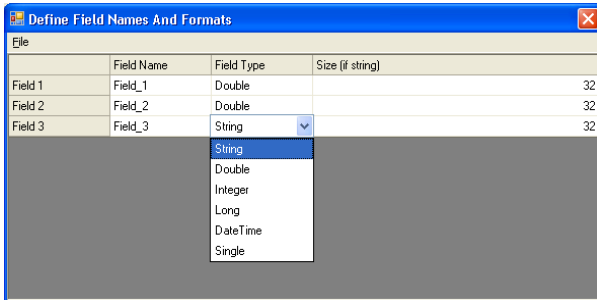 Define Field Names And Formats
File
Field Name Field Type Size (if string)
Field 1 Field_1 Double 32
Field 2 Field_2 Double 32
Field 3 Field_3 String 32
String
Double
Integer
Long
DateTime
Single